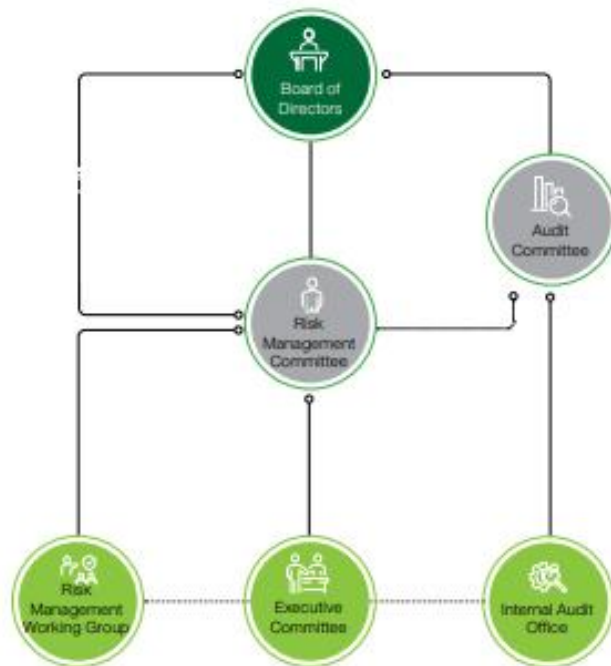 Board of
Directors
Audit
Committee
Risk
Management
Committee
Risk
Management
Working Group
Executive
Committee
Internal Audit
Office